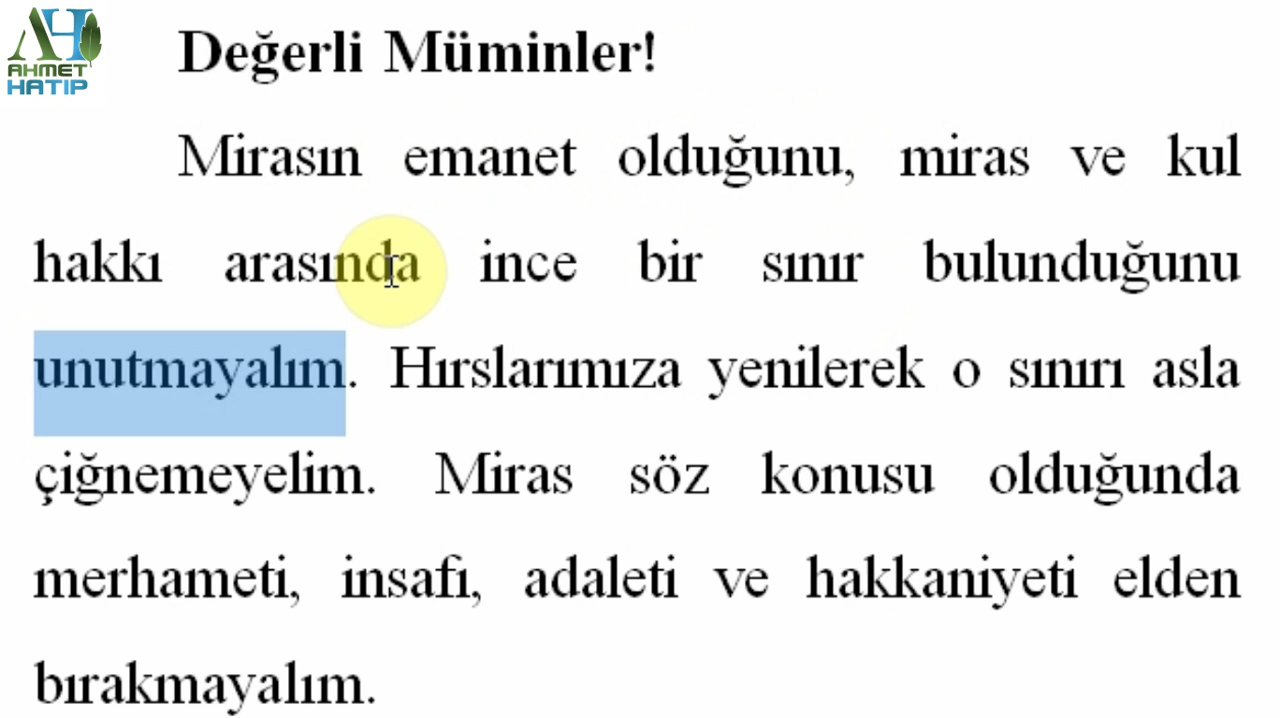 AHMET
HATIP
Değerli Müminler!
Mirasın emanet olduğunu, miras ve kul
hakkı arasında ince bir sınır bulunduğunu
unutmayalım. Hırslarımıza yenilerek o sınırı asla
çiğnemeyelim. Miras söz konusu olduğunda
merhameti, insafı, adaleti ve hakkaniyeti elden
bırakmayalım.